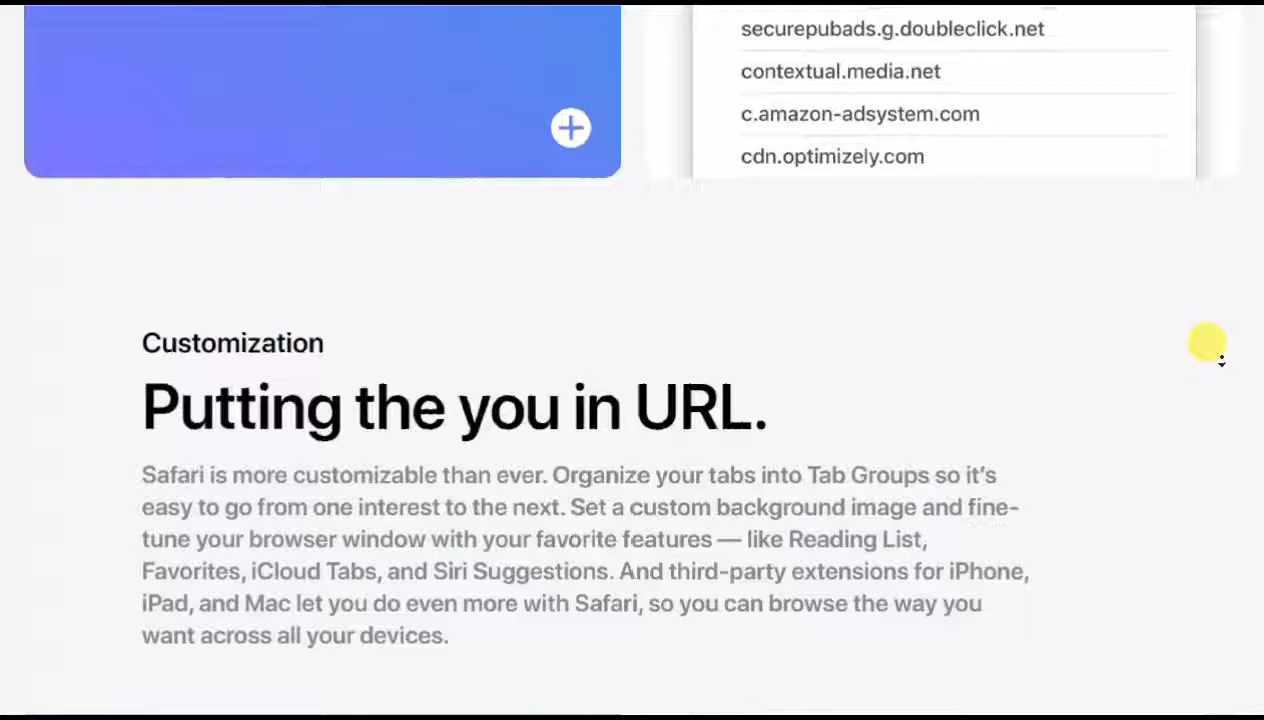 securepubads.g.doubleclick.net
contextual.media.net
c.amazon-adsystem.com
cdn.optimizely.com
Customization
Putting the you in URL.
Safari is more customizable than ever. Organize your tabs into Tab Groups so it’s
easy to go from one interest to the next. Set a custom background image and fine-
tune your browser window with your favorite features — like Reading List,
Favorites, iCloud Tabs, and Siri Suggestions. And third-party extensions for iPhone,
iPad, and Mac let you do even more with Safari, so you can browse the way you
want across all your devices.